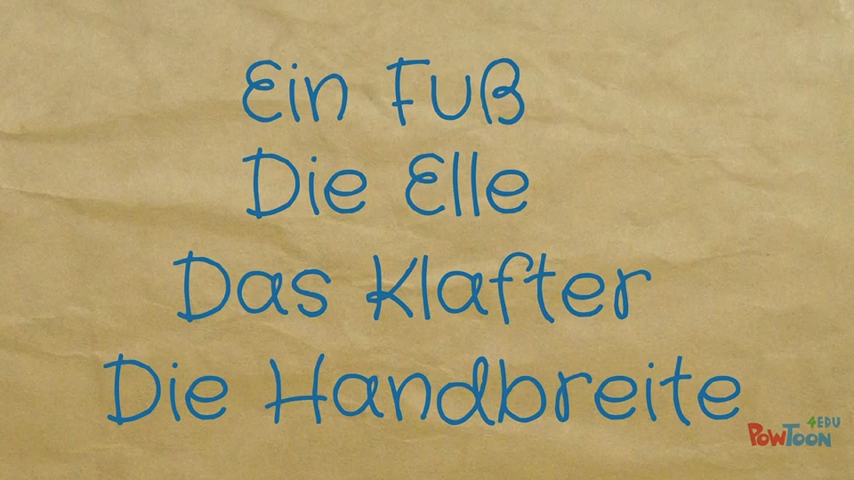 Ein Fuß
Die Elle
Das Klafter
Die Handbreite
4EDU
PowToon